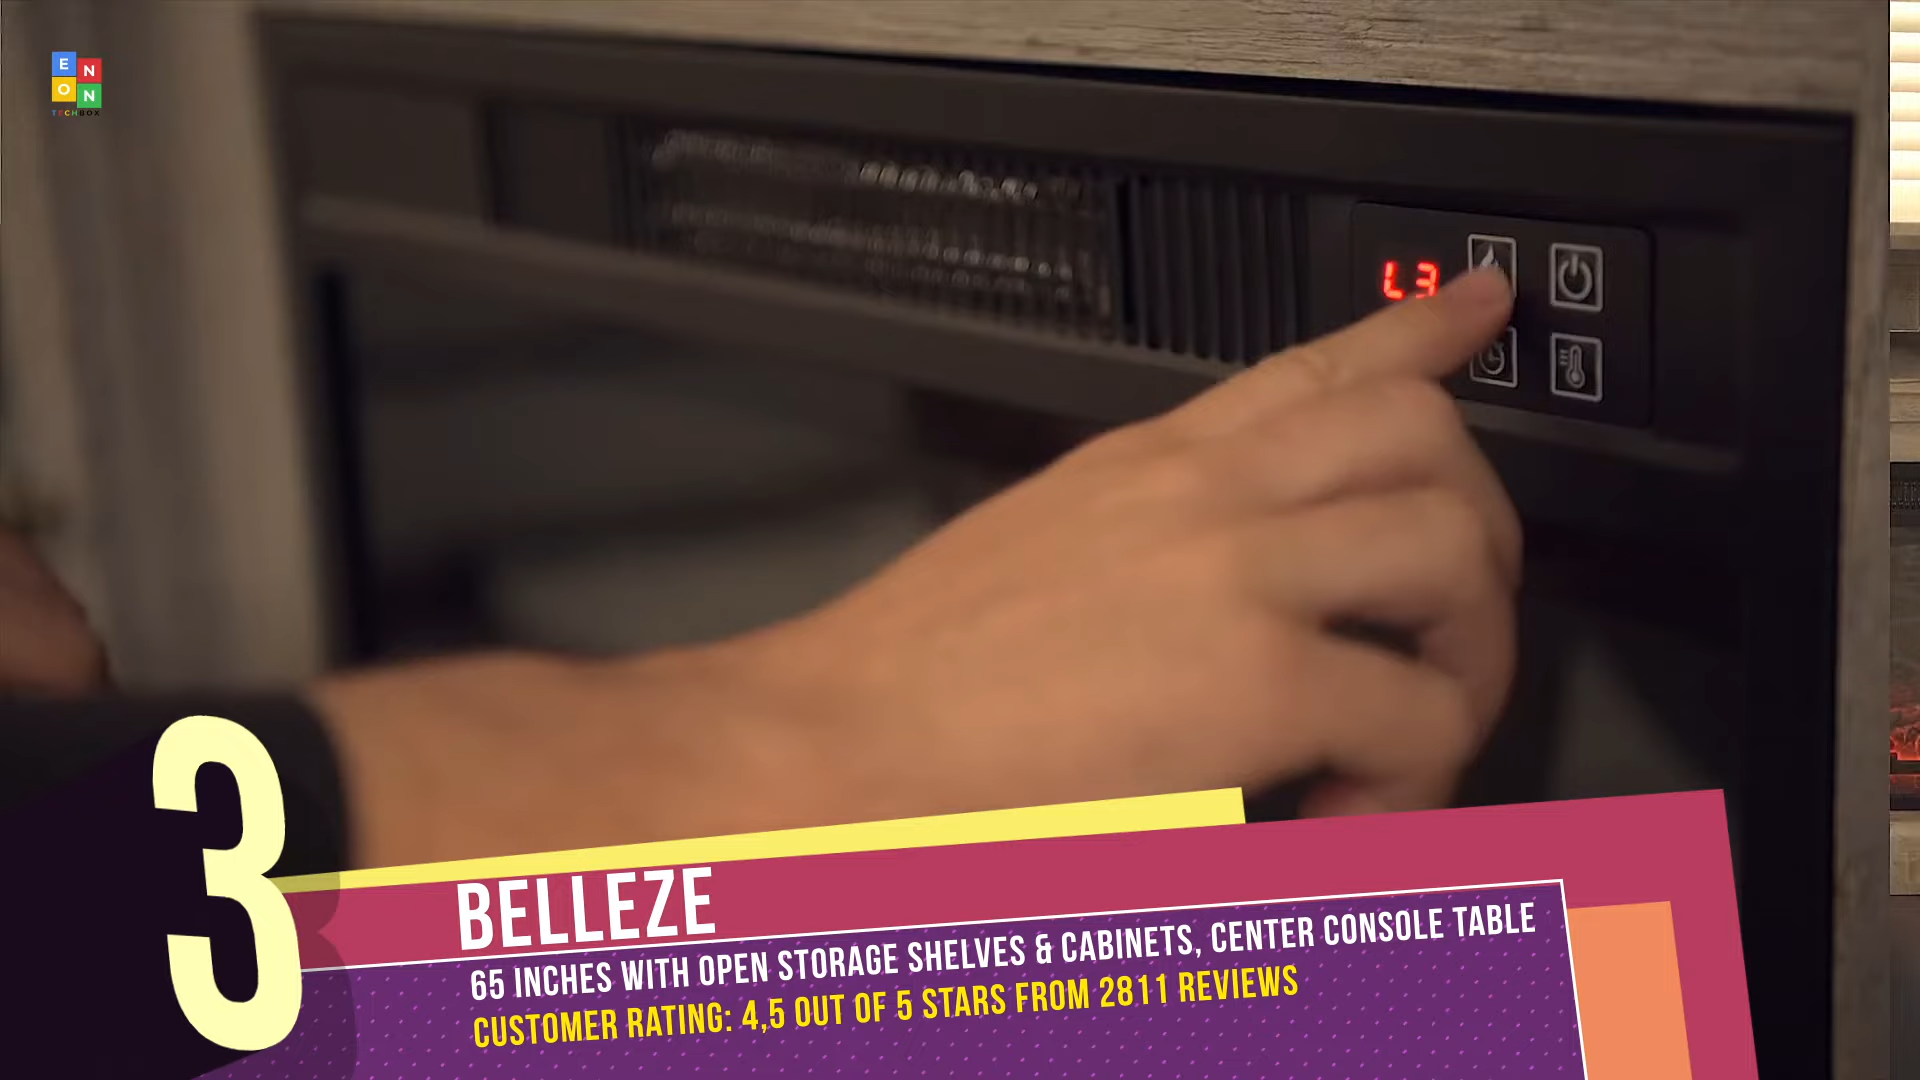 E N
O N
TECHBOX
L3
3
BELLEZE
65 INCHES WITH OPEN STORAGE SHELVES & CABINETS, CENTER CONSOLE TABLE
CUSTOMER RATING: 4,5 OUT OF 5 STARS FROM 2811 REVIEWS